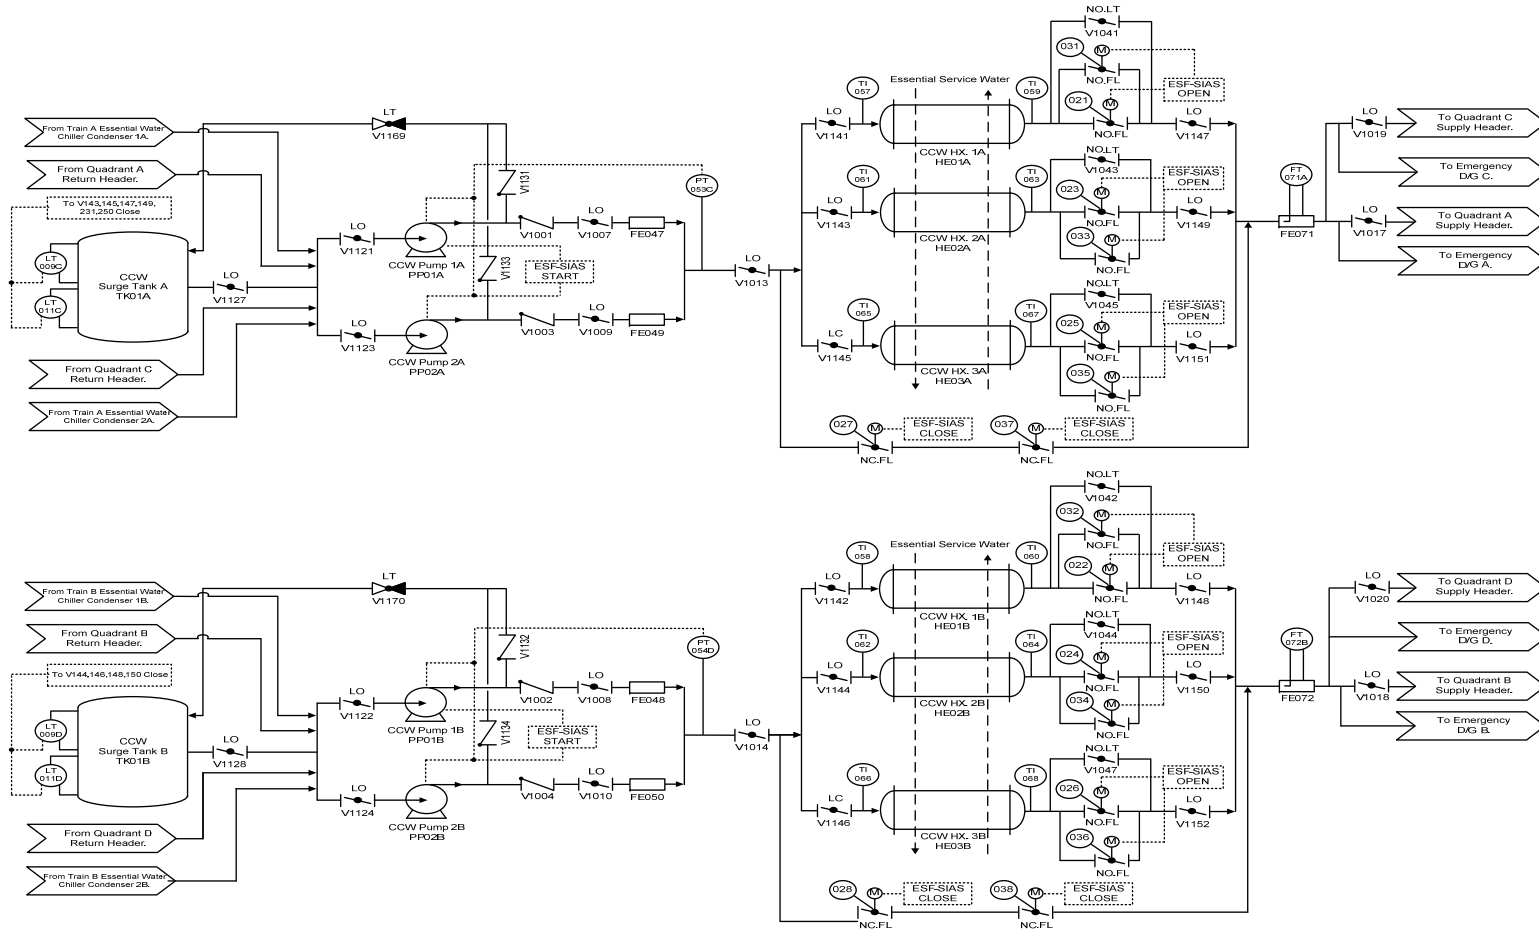 From Train A Essential Water
Chiller Condenser 1A.
From Quadrant A
Return Header.
To V143,145,147,149,
231,250 Close
LT
009C
LT
011C
CCW
Surge Tank A
TK01A
LO
V1127
From Quadrant C
Return Header.
From Train A Essential Water
Chiller Condenser 2A.
LT
V1169
LO
V1121
CCW Pump 1A
PP01A
LO
V1123
CCW Pump 2A
PP02A
V1131
V1133
ESF-SIAS
START
V1001
LO
V1007
FE047
V1003
LO
V1009
FE049
PT
053C
LO
V1013
Essential Service Water
LO
V1141
TI
057
CCW HX. 1A
HE01A
TI
059
NO.LT
V1041
031
M
NO.FL
ESF-SIAS
OPEN
021
M
NO.FL
LO
V1147
LO
V1143
TI
061
CCW HX. 2A
HE02A
TI
063
NO.LT
V1043
023
M
NO.FL
ESF-SIAS
OPEN
033
M
NO.FL
LO
V1149
LC
V1145
TI
065
CCW HX. 3A
HE03A
TI
067
NO.LT
V1045
025
M
NO.FL
ESF-SIAS
OPEN
035
M
NO.FL
LO
V1151
027
M
NC.FL
ESF-SIAS
CLOSE
037
M
NC.FL
ESF-SIAS
CLOSE
FT
071A
FE071
LO
V1019
To Quadrant C
Supply Header.
To Emergency
D/G C.
LO
V1017
To Quadrant A
Supply Header.
To Emergency
D/G A.
From Train B Essential Water
Chiller Condenser 1B.
From Quadrant B
Return Header.
To V144,146,148,150 Close
LT
009D
LT
011D
CCW
Surge Tank B
TK01B
LO
V1128
From Quadrant D
Return Header.
From Train B Essential Water
Chiller Condenser 2B.
LT
V1170
LO
V1122
CCW Pump 1B
PP01B
LO
V1124
CCW Pump 2B
PP02B
V1132
V1134
ESF-SIAS
START
V1002
LO
V1008
FE048
V1004
LO
V1010
FE050
PT
054D
LO
V1014
Essential Service Water
LO
V1142
TI
058
CCW HX. 1B
HE01B
TI
060
NO.LT
V1042
032
M
NO.FL
ESF-SIAS
OPEN
022
M
NO.FL
LO
V1148
LO
V1144
TI
062
CCW HX. 2B
HE02B
TI
064
NO.LT
V1044
024
M
NO.FL
ESF-SIAS
OPEN
034
M
NO.FL
LO
V1150
LC
V1146
TI
066
CCW HX. 3B
HE03B
TI
068
NO.LT
V1047
026
M
NO.FL
ESF-SIAS
OPEN
036
M
NO.FL
LO
V1152
028
M
NC.FL
ESF-SIAS
CLOSE
038
M
NC.FL
ESF-SIAS
CLOSE
FT
072B
FE072
LO
V1020
To Quadrant D
Supply Header.
To Emergency
D/G D.
LO
V1018
To Quadrant B
Supply Header.
To Emergency
D/G B.